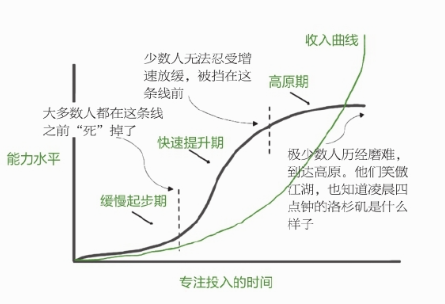 收入曲线
少数人无法忍受增
速放缓，被挡在这
条线前
高原期
大多数人都在这条线
之前“死”掉了
快速提升期
能力水平
极少数人历经磨难，
到达高原。他们笑傲
江湖，也知道凌晨四
点钟的洛杉矶是什么
样子
缓慢起步期
专注投入的时间